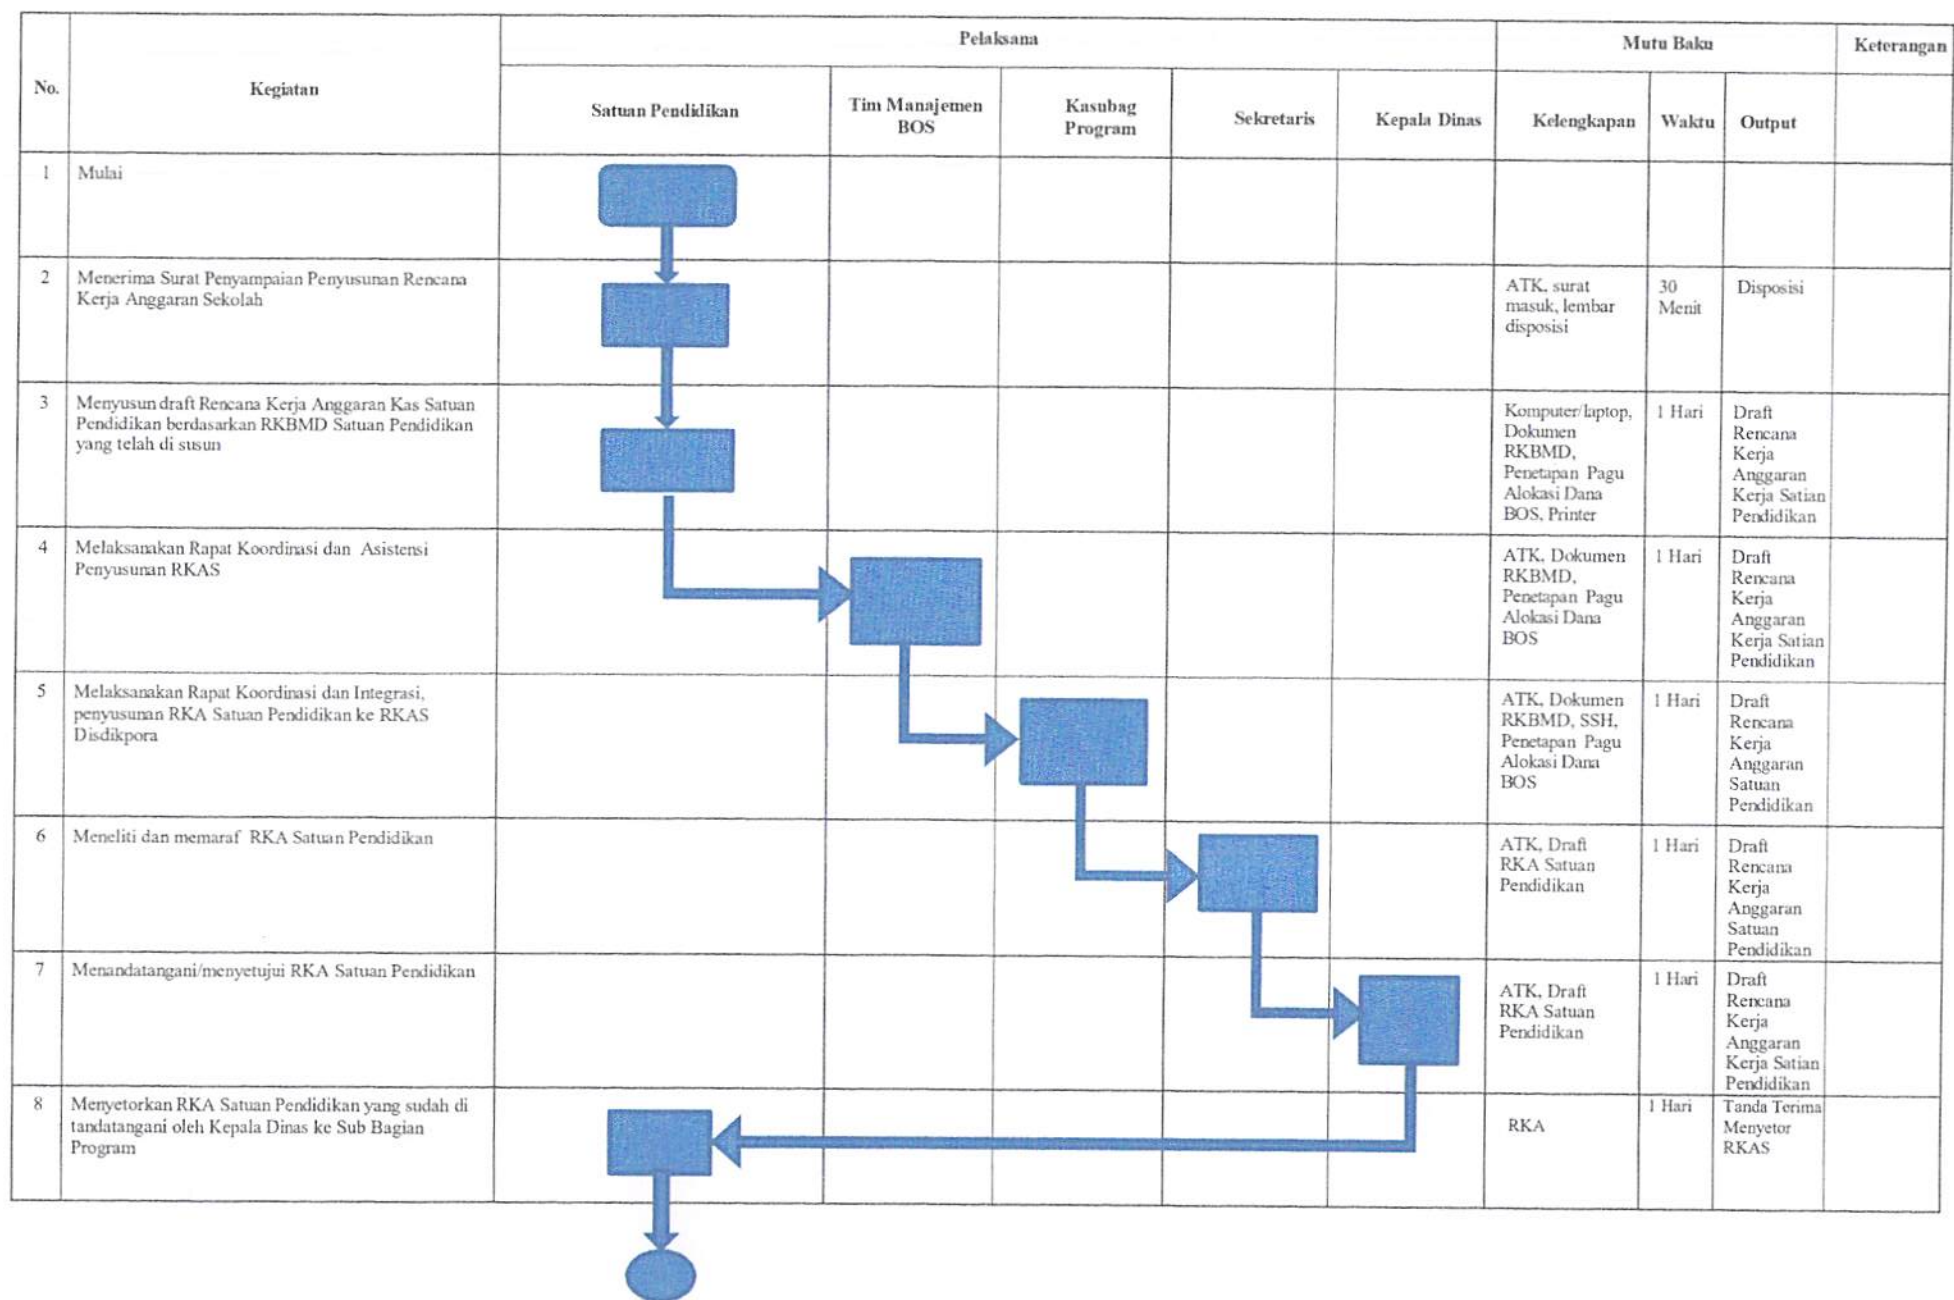 No.
Kegiatan
Pelaksana
Mutu Baku
Keterangan
Satuan Pendidikan
Tim Manajemen
BOS
Kasubag
Program
Sekretaris
Kepala Dinas
Kelengkapan
Waktu
Output
1
Mulai
2
Menerima Surat Penyampaian Penyusunan Rencana
Kerja Anggaran Sekolah
ATK, surat
masuk, lembar
disposisi
30
Menit
Disposisi
3
Menyusun draft Rencana Kerja Anggaran Kas Satuan
Pendidikan berdasarkan RKBMD Satuan Pendidikan
yang telah di susun
Komputer/laptop,
Dokumen
RKBMD,
Penetapan Pagu
Alokasi Dana
BOS, Printer
1 Hari
Draft
Rencana
Kerja
Anggaran
Kerja Satian
Pendidikan
4
Melaksanakan Rapat Koordinasi dan Asistensi
Penyusunan RKAS
ATK, Dokumen
RKBMD,
Penetapan Pagu
Alokasi Dana
BOS
1 Hari
Draft
Rencana
Kerja
Anggaran
Kerja Satian
Pendidikan
5
Melaksanakan Rapat Koordinasi dan Integrasi,
penyusunan RKA Satuan Pendidikan ke RKAS
Disdikpora
ATK, Dokumen
RKBMD, SSH,
Penetapan Pagu
Alokasi Dana
BOS
1 Hari
Draft
Rencana
Kerja
Anggaran
Satuan
Pendidikan
6
Meneliti dan memaraf RKA Satuan Pendidikan
ATK, Draft
RKA Satuan
Pendidikan
1 Hari
Draft
Rencana
Kerja
Anggaran
Satuan
Pendidikan
7
Menandatangani/menyetujui RKA Satuan Pendidikan
ATK, Draft
RKA Satuan
Pendidikan
1 Hari
Draft
Rencana
Kerja
Anggaran
Kerja Satian
Pendidikan
8
Menyetorkan RKA Satuan Pendidikan yang sudah di
tandatangani oleh Kepala Dinas ke Sub Bagian
Program
RKA
1 Hari
Tanda Terima
Menyetor
RKAS